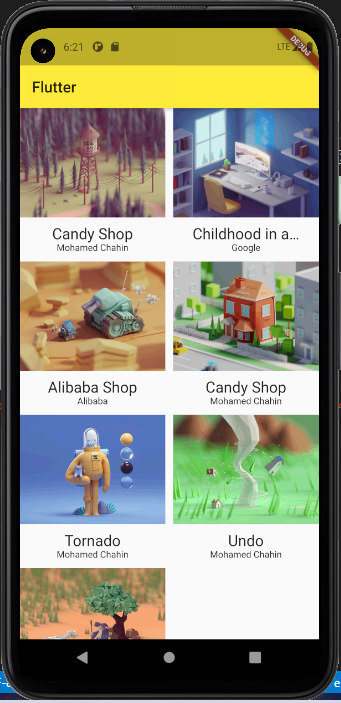 6:21
LTE
DEBUG
Flutter
Candy Shop
Mohamed Chahin
Childhood in a...
Google
Alibaba Shop
Alibaba
Candy Shop
Mohamed Chahin
Tornado
Mohamed Chahin
Undo
Mohamed Chahin